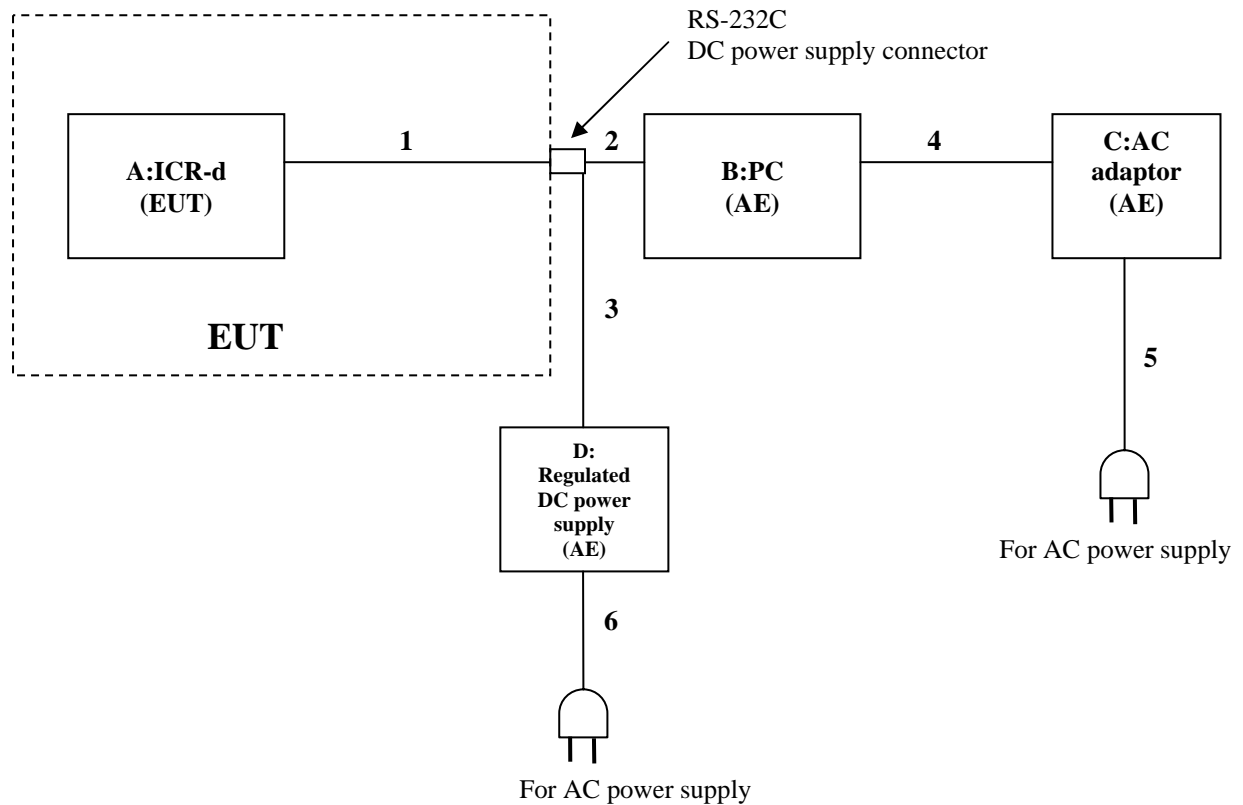 RS-232C
DC power supply connector
1
2
4
A:ICR-d
(EUT)
B:PC
(AE)
C:AC
adaptor
(AE)
3
EUT
5
D:
Regulated
DC power
supply
(AE)
For AC power supply
6
For AC power supply